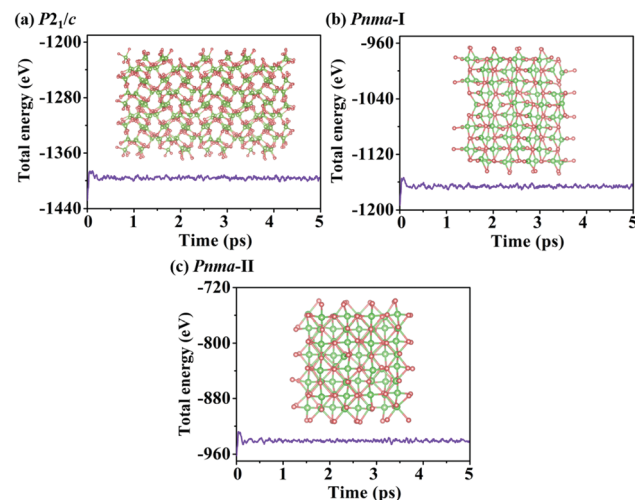 (a) P2₁/c
-1200
-1280
-1360
-1440
Total energy (eV)
0 1 2 3 4 5
Time (ps)
(b) Pnma-I
-960
-1040
-1120
-1200
Total energy (eV)
0 1 2 3 4 5
Time (ps)
(c) Pnma-II
-720
-800
-880
-960
Total energy (eV)
0 1 2 3 4 5
Time (ps)